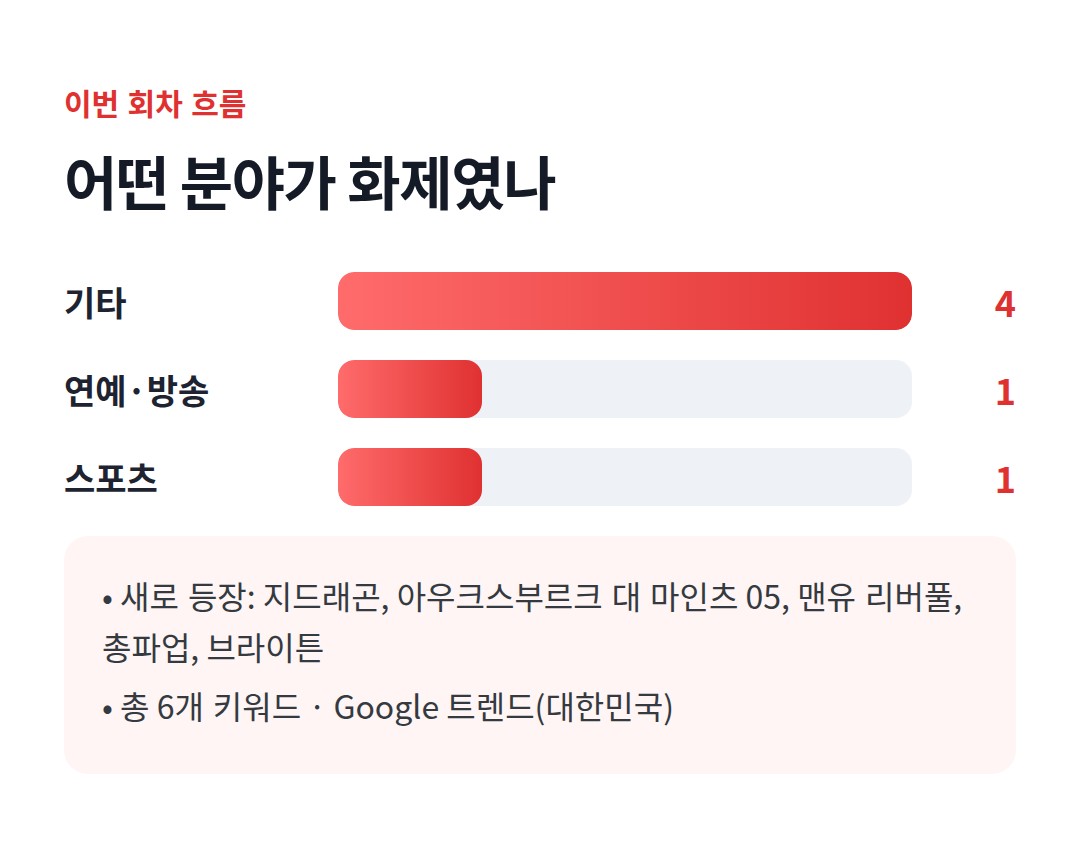 이번 회차 흐름
어떤 분야가 화제였나
기타 4
연예·방송 1
스포츠 1
• 새로 등장: 지드래곤, 아우크스부르크 대 마인츠 05, 맨유 리버풀,
총파업, 브라이튼
• 총 6개 키워드 · Google 트렌드(대한민국)